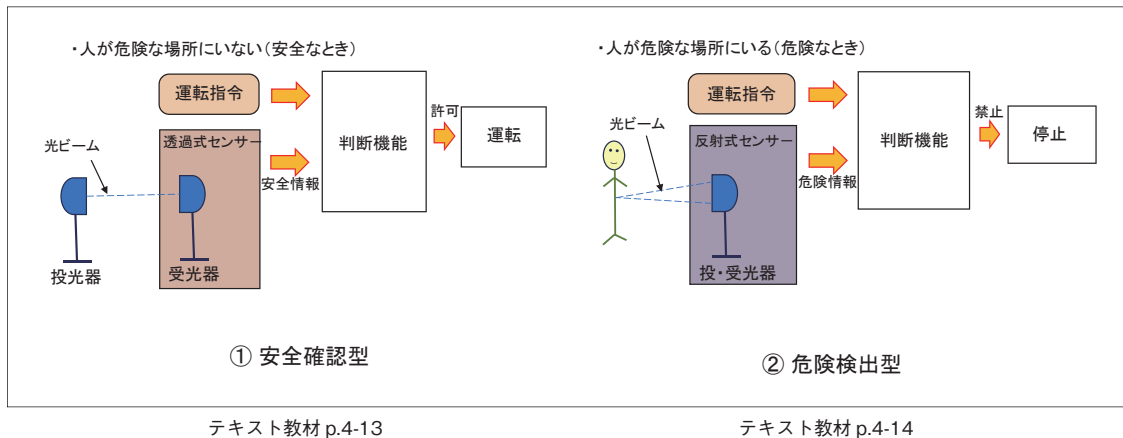 ・人が危険な場所にいない（安全なとき）
運転指令
透過式センサー
光ビーム
投光器
受光器
安全情報
判断機能
許可
運転
① 安全確認型
・人が危険な場所にいる（危険なとき）
運転指令
反射式センサー
光ビーム
投・受光器
危険情報
判断機能
禁止
停止
② 危険検出型
テキスト教材 p.4-13
テキスト教材 p.4-14